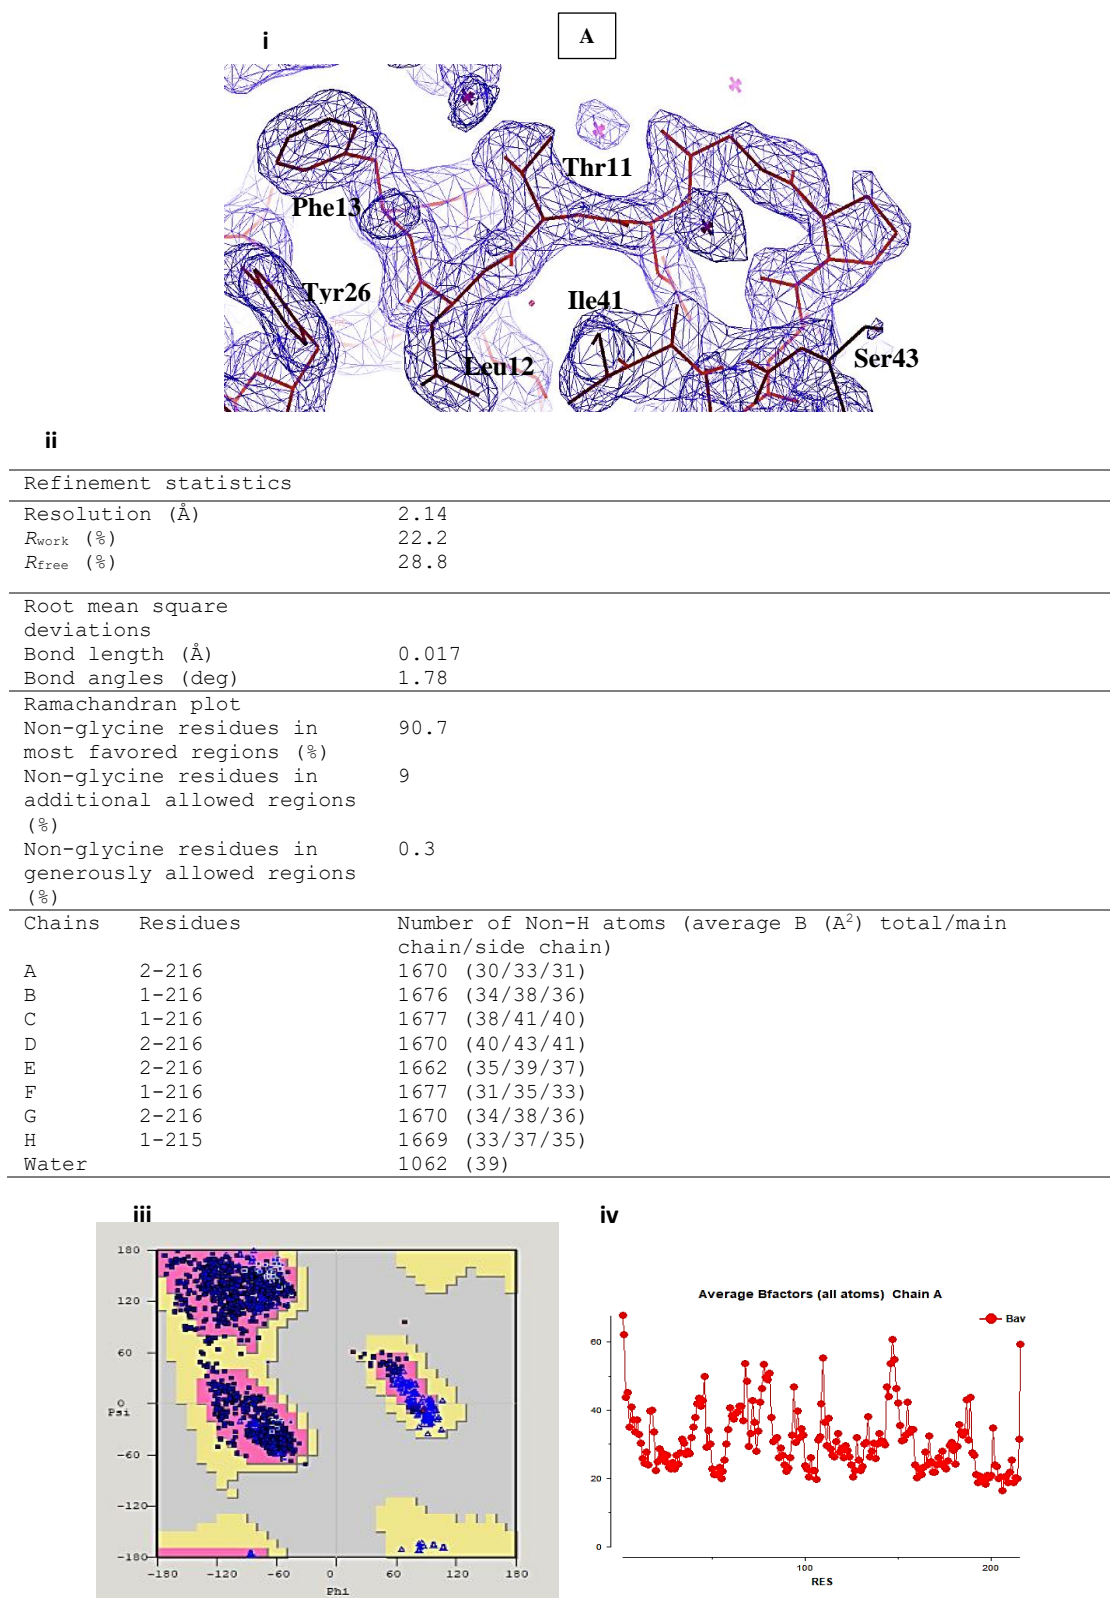 i
A
Thr11
Phe13
Tyr26
Ile41
Leu12
Ser43
ii
Refinement statistics
Resolution (Å) 2.14
Rwork (%) 22.2
Rfree (%) 28.8
Root mean square
deviations
Bond length (Å) 0.017
Bond angles (deg) 1.78
Ramachandran plot
Non-glycine residues in 90.7
most favored regions (%)
Non-glycine residues in 9
additional allowed regions
(%)
Non-glycine residues in 0.3
generously allowed regions
(%)
Chains Residues Number of Non-H atoms (average B (A²) total/main
chain/side chain)
A 2-216 1670 (30/33/31)
B 1-216 1676 (34/38/36)
C 1-216 1677 (38/41/40)
D 2-216 1670 (40/43/41)
E 2-216 1662 (35/39/37)
F 1-216 1677 (31/35/33)
G 2-216 1670 (34/38/36)
H 1-215 1669 (33/37/35)
Water 1062 (39)
iii
180
120
60
0
Psi
-60
-120
-180
-180 -120 -60 0 60 120 180
Phi
iv
Average Bfactors (all atoms) Chain A
Bav
60
40
20
0
100 200
RES